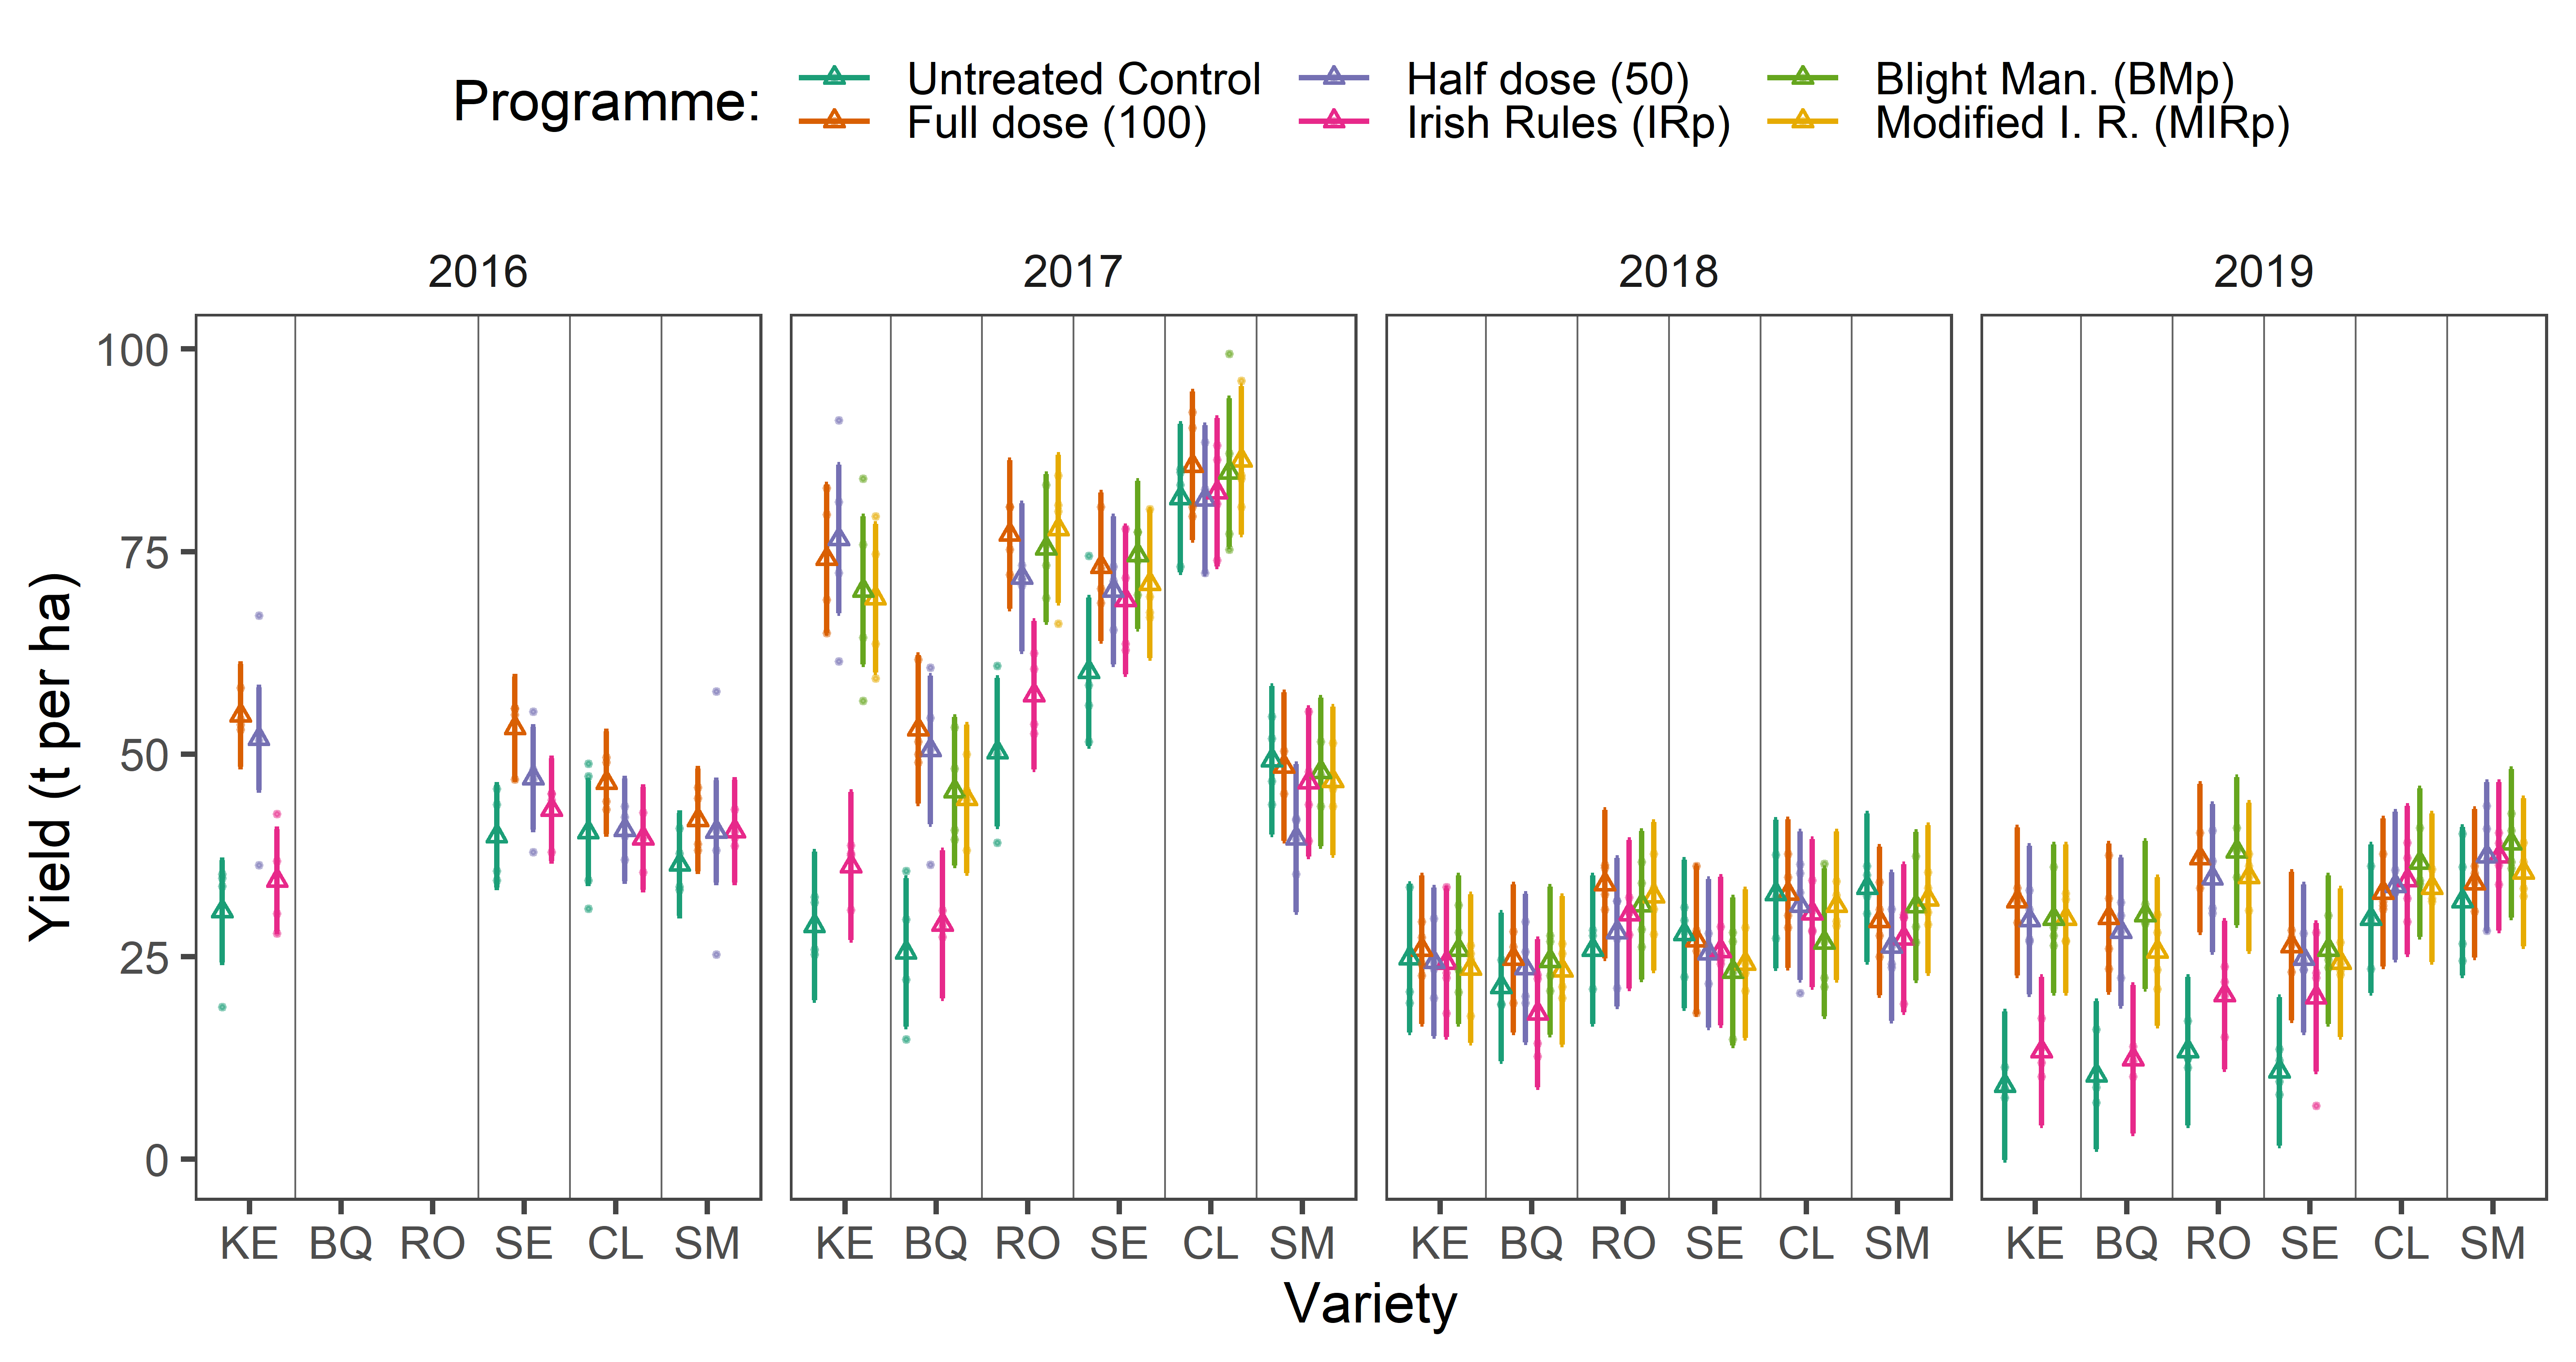 Programme:
Untreated Control
Full dose (100)
Half dose (50)
Irish Rules (IRp)
Blight Man. (BMp)
Modified I. R. (MIRp)
2016 2017 2018 2019
Yield (t per ha)
100
75
50
25
0
KE BQ RO SE CL SM KE BQ RO SE CL SM KE BQ RO SE CL SM KE BQ RO SE CL SM
Variety